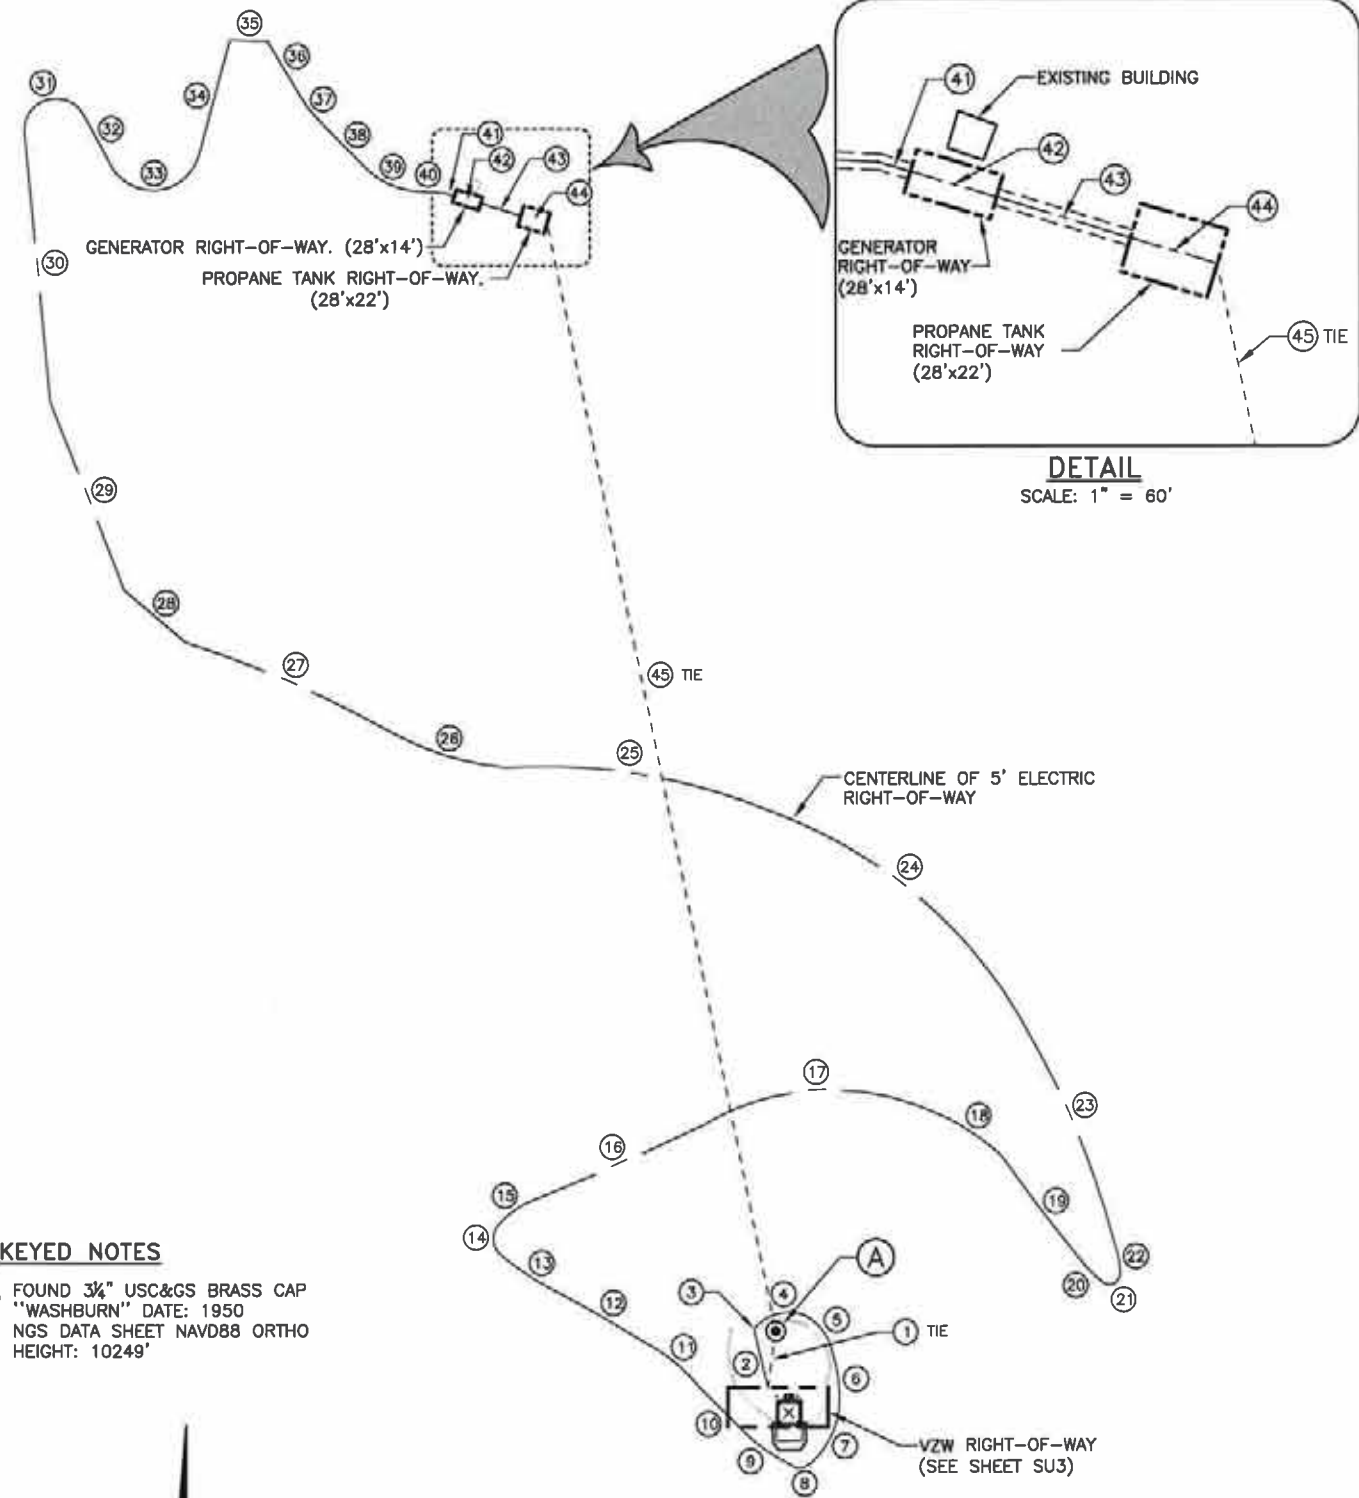 35
31
36
34
37
32
38
41
42
43
39
40
33
44
GENERATOR RIGHT-OF-WAY. (28'x14')
30
PROPANE TANK RIGHT-OF-WAY.
(28'x22')
41
EXISTING BUILDING
42
43
44
GENERATOR
RIGHT-OF-WAY
(28'x14')
PROPANE TANK
RIGHT-OF-WAY
(28'x22')
45 TIE
DETAIL
SCALE: 1" = 60'
29
28
27
45 TIE
26
25
CENTERLINE OF 5' ELECTRIC
RIGHT-OF-WAY
24
17
23
18
16
15
19
14
KEYED NOTES
FOUND 3¼" USC&GS BRASS CAP
"WASHBURN" DATE: 1950
NGS DATA SHEET NAVD88 ORTHO
HEIGHT: 10249'
13
A
22
20
21
3
4
5
12
1 TIE
11
2
6
10
7
VZW RIGHT-OF-WAY
(SEE SHEET SU3)
9
8
X